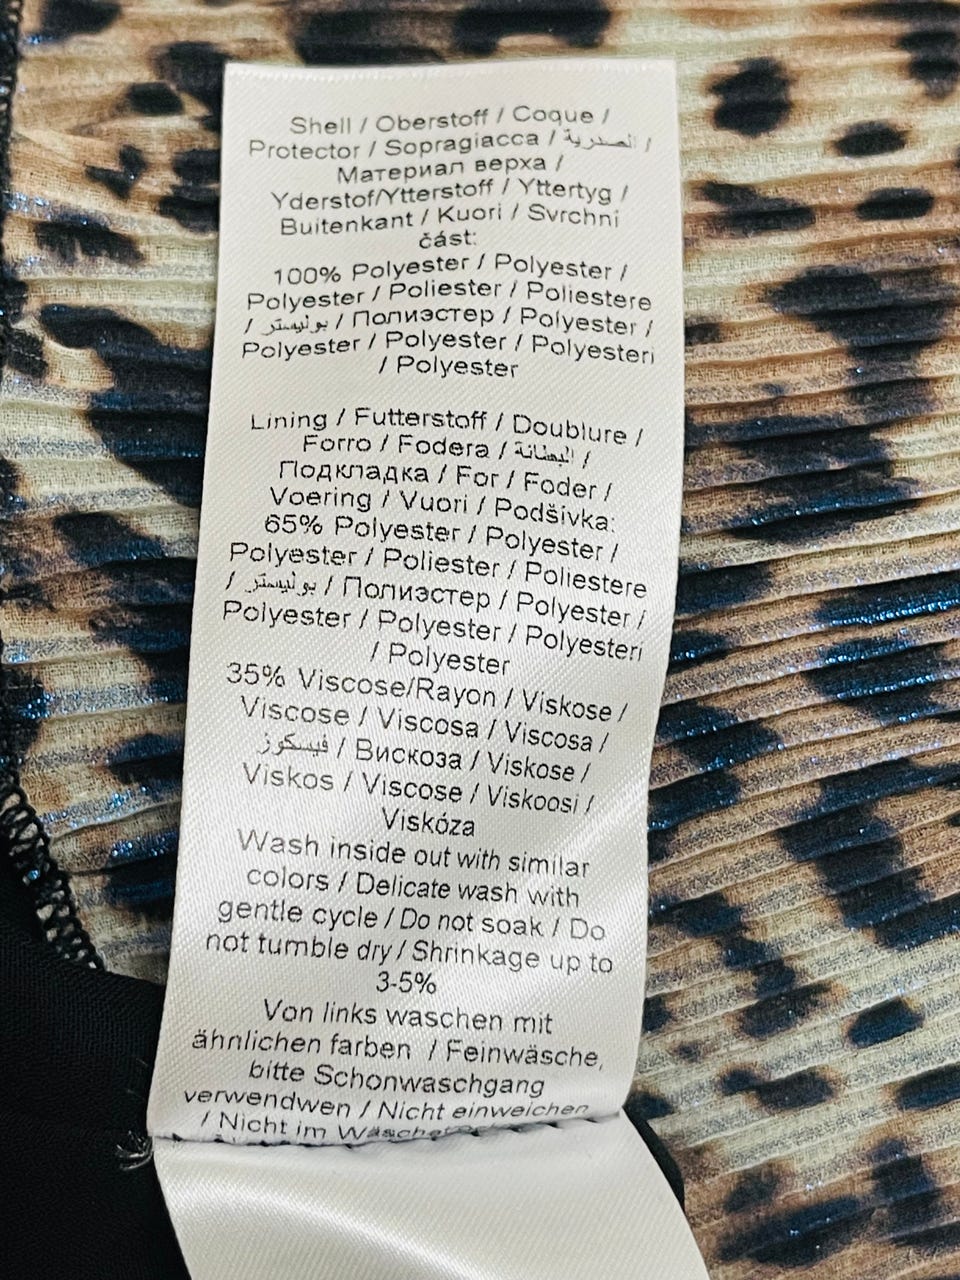 Shell / Oberstoff / Coque /
Protector / Sopragiacca / الصدرية /
Материал верха /
Yderstof/Ytterstoff / Yttertyg /
Buitenkant / Kuori / Svrchní
část:
100% Polyester / Polyester /
Polyester / Poliester / Poliestere
/ بوليستر / Полиэстер / Polyester /
Polyester / Polyester / Polyesteri
/ Polyester
Lining / Futterstoff / Doublure /
Forro / Fodera / البطانة /
Подкладка / For / Foder /
Voering / Vuori / Podšívka:
65% Polyester / Polyester /
Polyester / Poliester / Poliestere
/ بوليستر / Полиэстер / Polyester /
Polyester / Polyester / Polyesteri
/ Polyester
35% Viscose/Rayon / Viskose /
Viscose / Viscosa / Viscosa /
فيسكوز / Вискоза / Viskose /
Viskos / Viscose / Viskoosi /
Viskóza
Wash inside out with similar
colors / Delicate wash with
gentle cycle / Do not soak / Do
not tumble dry / Shrinkage up to
3-5%
Von links waschen mit
ähnlichen farben / Feinwäsche,
bitte Schonwaschgang
verwendwen / Nicht einweichen
/ Nicht im